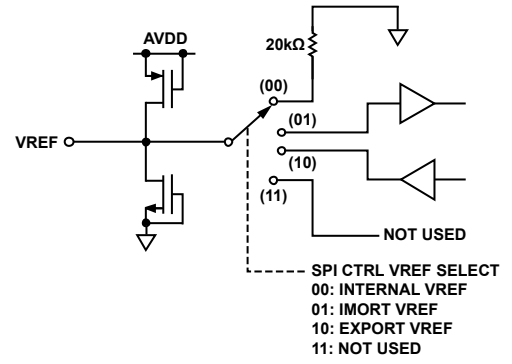 AVDD
20kΩ
(00)
(01)
VREF
(10)
(11)
NOT USED
SPI CTRL VREF SELECT
00: INTERNAL VREF
01: IMORT VREF
10: EXPORT VREF
11: NOT USED